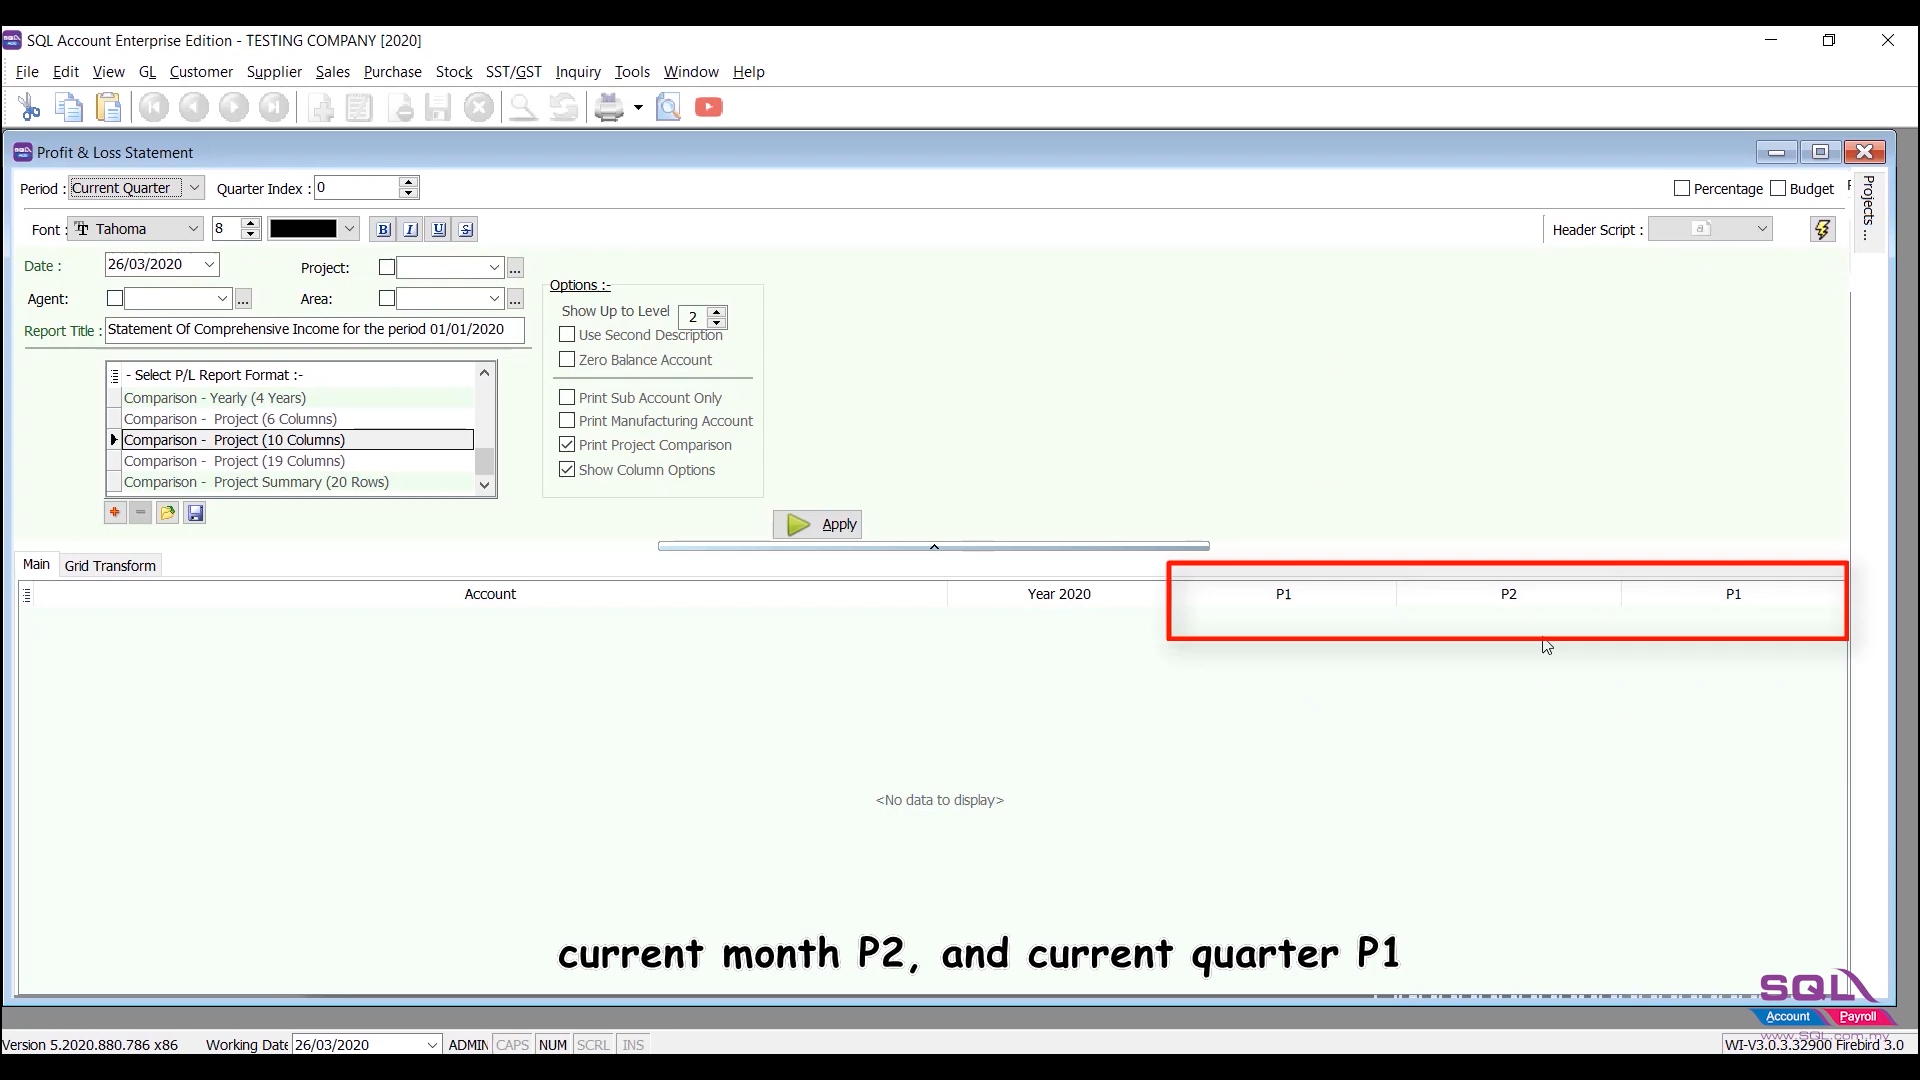 SQL Account Enterprise Edition - TESTING COMPANY [2020]
File Edit View GL Customer Supplier Sales Purchase Stock SST/GST Inquiry Tools Window Help
Profit & Loss Statement
Period : Current Quarter Quarter Index : 0 Percentage Budget
Projects ...
Font : Tahoma 8 B I U S Header Script :
Date : 26/03/2020 Project: ...
Agent: ... Area: ...
Report Title : Statement Of Comprehensive Income for the period 01/01/2020
Options :-
Show Up to Level 2
Use Second Description
Zero Balance Account
Print Sub Account Only
Print Manufacturing Account
Print Project Comparison
Show Column Options
- Select P/L Report Format :-
Comparison - Yearly (4 Years)
Comparison - Project (6 Columns)
Comparison - Project (10 Columns)
Comparison - Project (19 Columns)
Comparison - Project Summary (20 Rows)
Apply
Main Grid Transform
Account Year 2020 P1 P2 P1
<No data to display>
current month P2, and current quarter P1
SQL
Account Payroll
www.SQL.com.my
Version 5.2020.880.786 x86 Working Date 26/03/2020 ADMIN CAPS NUM SCRL INS WI-V3.0.3.32900 Firebird 3.0